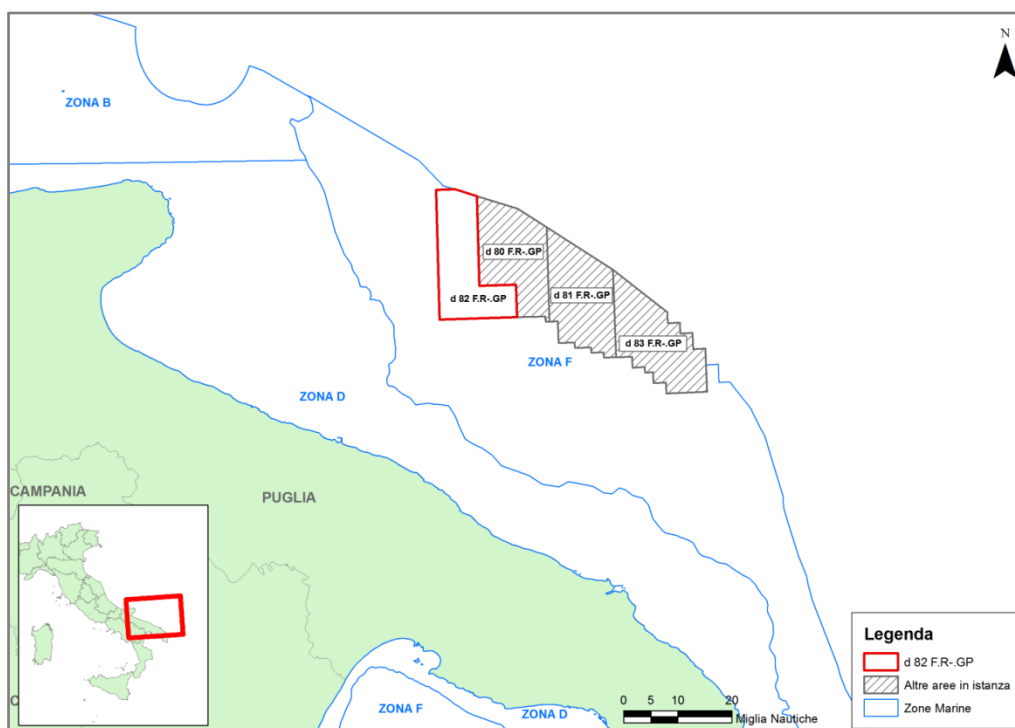 N
ZONA B
d 80 F.R-.GP
d 82 F.R-.GP
d 81 F.R-.GP
d 83 F.R-.GP
ZONA F
ZONA D
CAMPANIA
PUGLIA
Legenda
d 82 F.R-.GP
Altre aree in istanza
Zone Marine
0 5 10 20
Miglia Nautiche
ZONA F
ZONA D
C